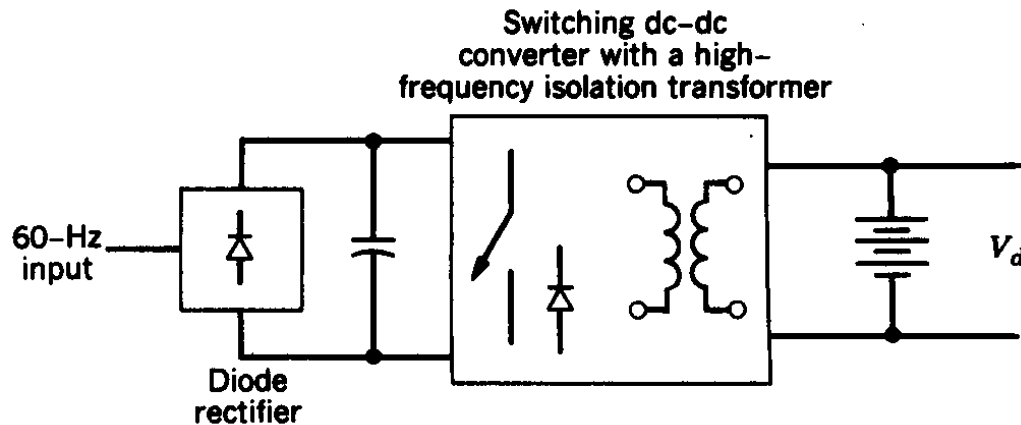 Switching dc-dc
converter with a high-
frequency isolation transformer
60-Hz
input
Diode
rectifier
V_d